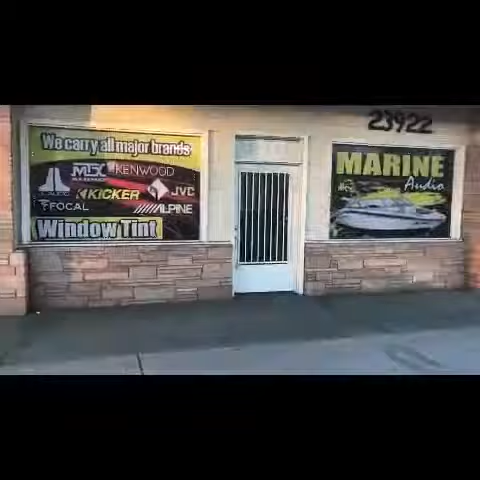 23922
We carry all major brands
MTX
KENWOOD
KICKER
JVC
FOCAL
ALPINE
Window Tint
MARINE
Audio